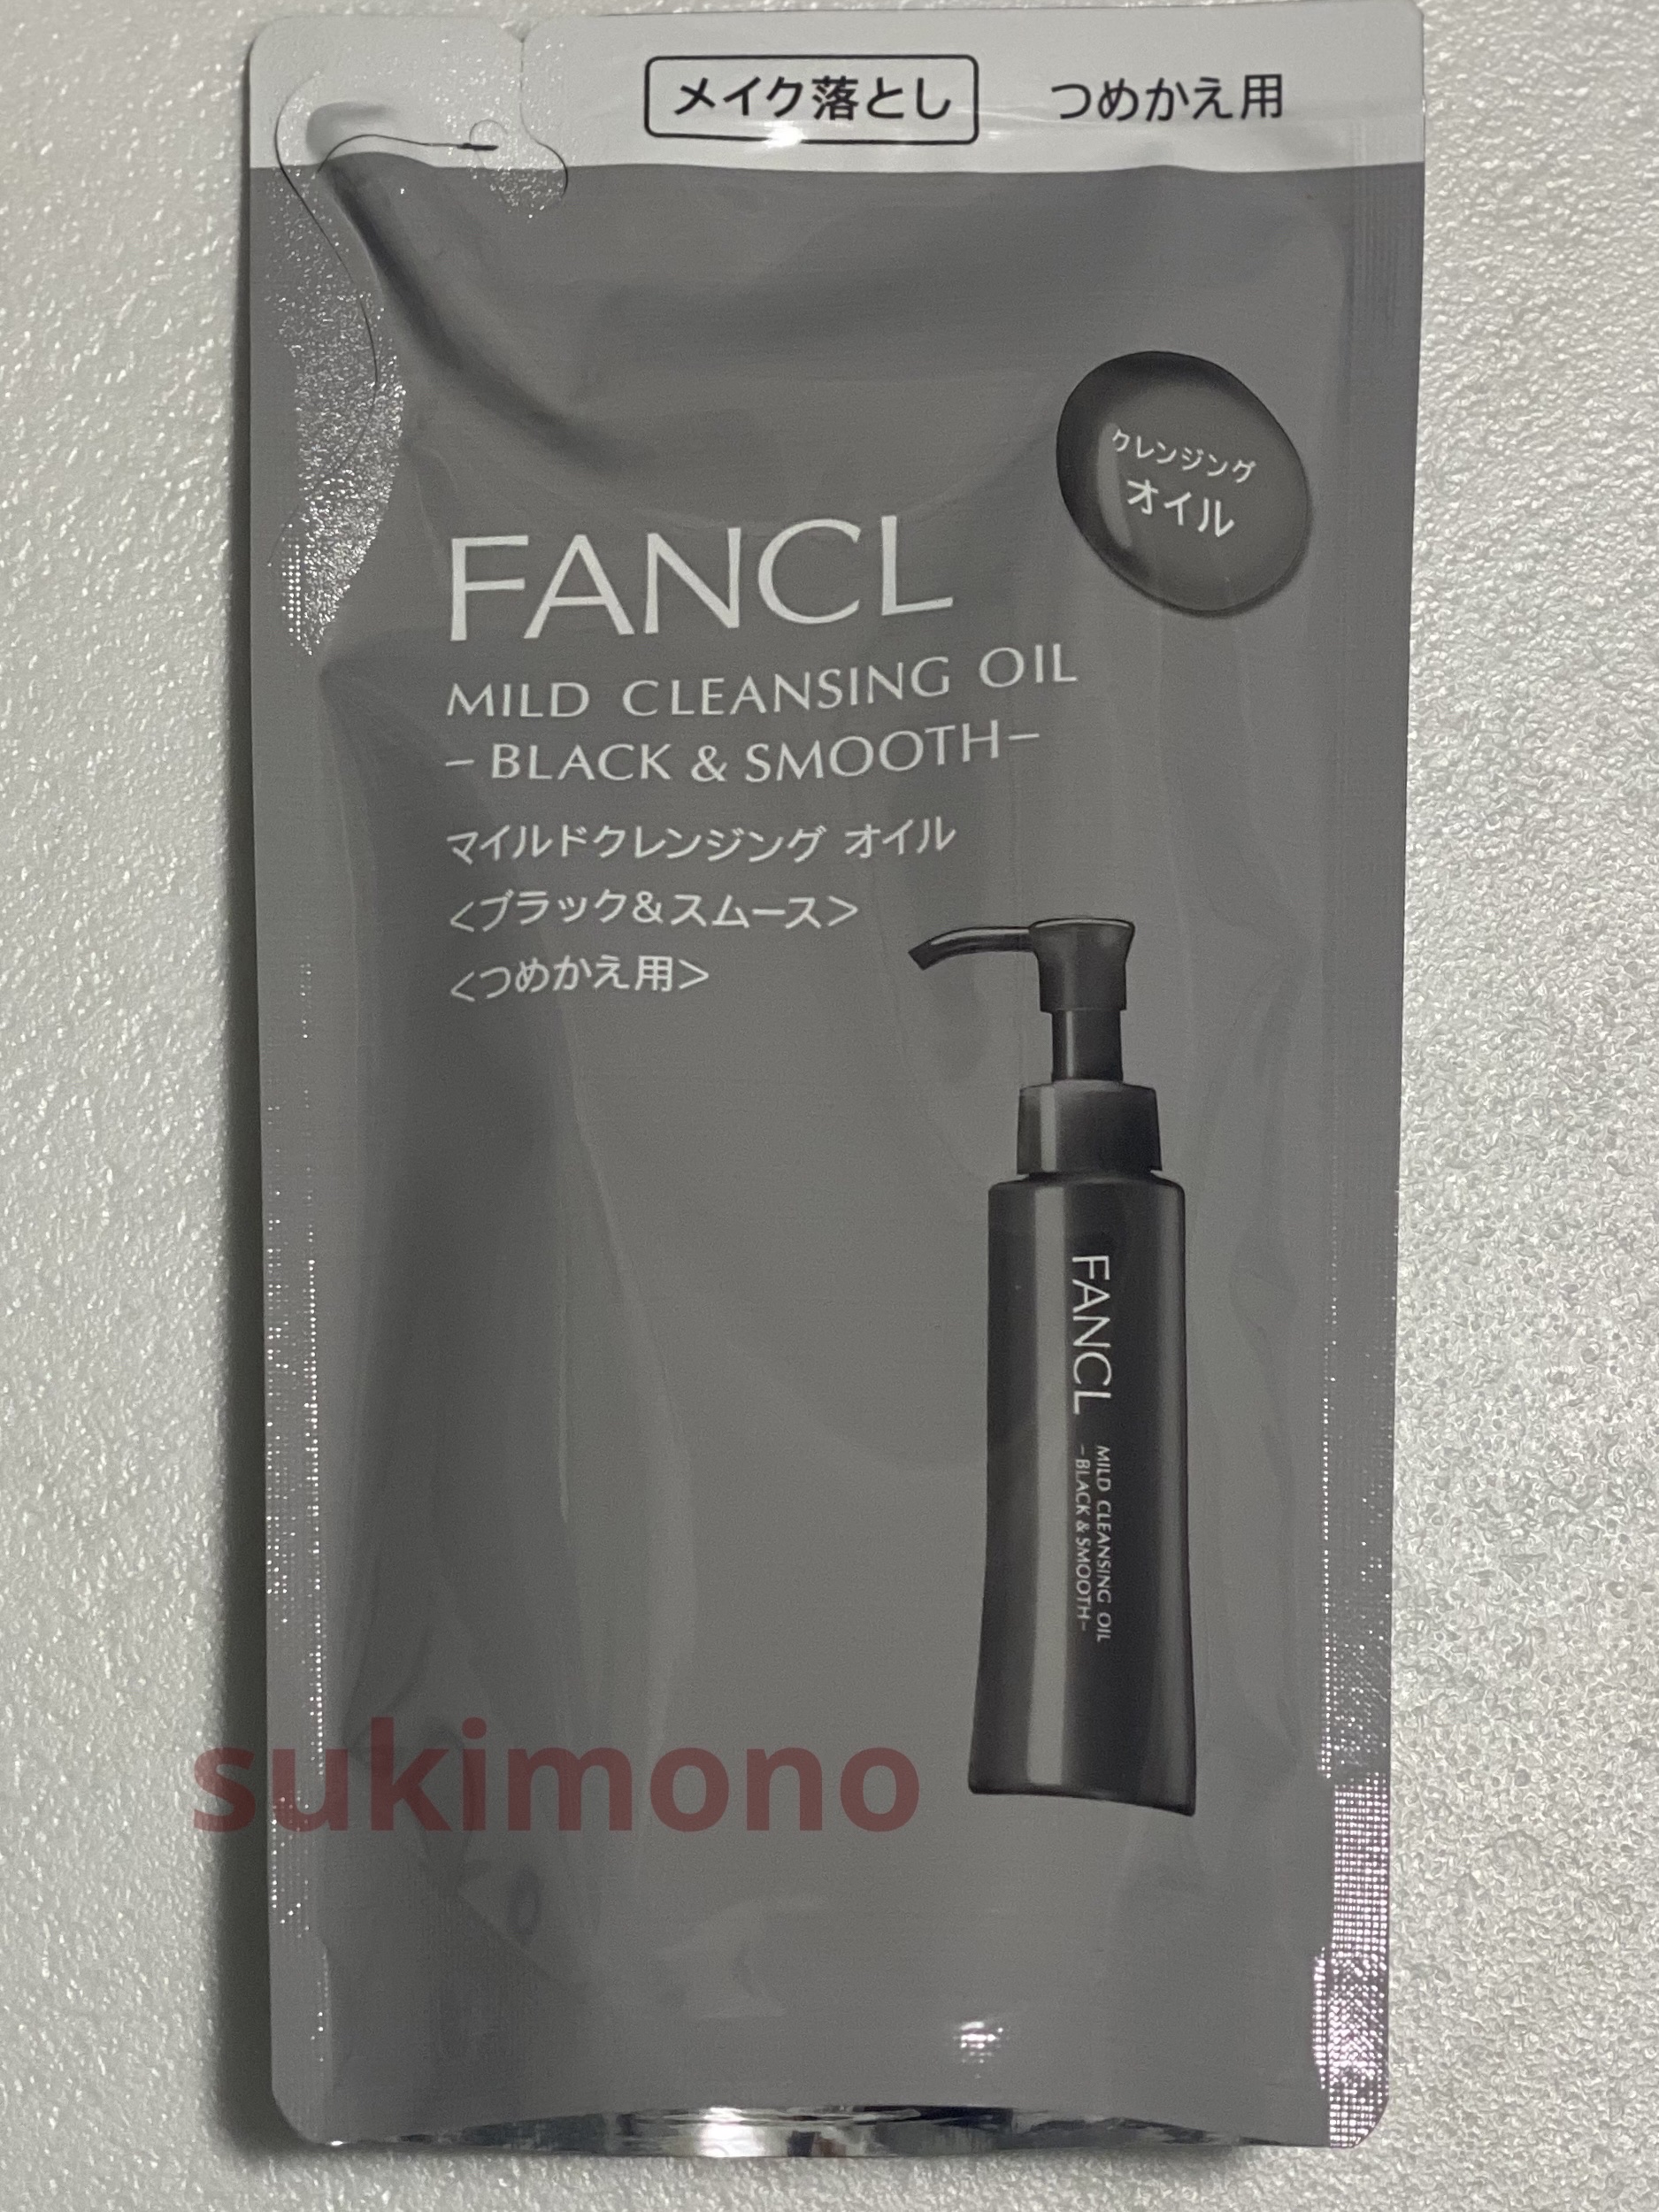 メイク落とし つめかえ用
クレンジング
オイル
FANCL
MILD CLEANSING OIL
–BLACK & SMOOTH–
マイルドクレンジング オイル
<ブラック&スムース>
<つめかえ用>
FANCL
MILD CLEANSING OIL
–BLACK & SMOOTH–
sukimono